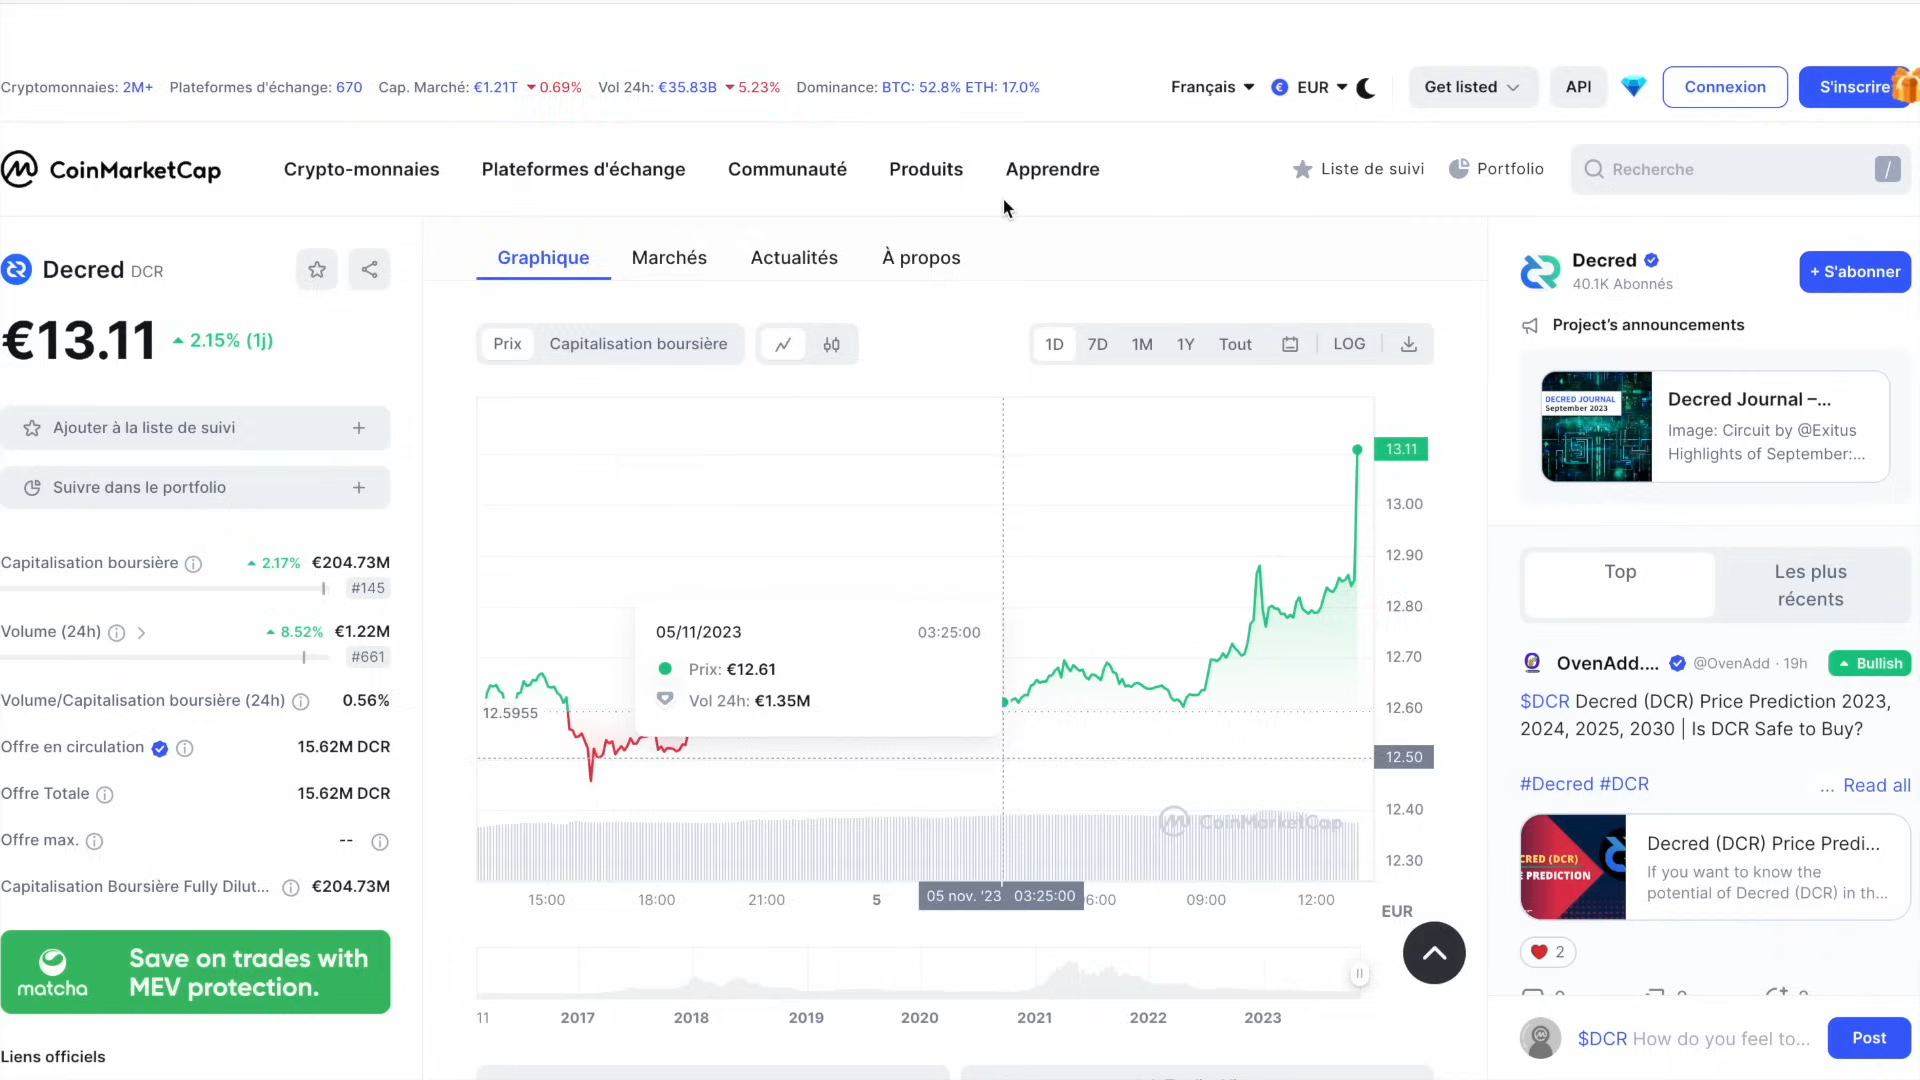 Cryptomonnaies: 2M+ Plateformes d'échange: 670 Cap. Marché: €1.21T 0.69% Vol 24h: €35.83B 5.23% Dominance: BTC: 52.8% ETH: 17.0%
Français EUR Get listed API Connexion S'inscrire
CoinMarketCap Crypto-monnaies Plateformes d'échange Communauté Produits Apprendre Liste de suivi Portfolio Recherche /
Decred DCR
€13.11 2.15% (1j)
Ajouter à la liste de suivi +
Suivre dans le portfolio +
Capitalisation boursière 2.17% €204.73M
#145
Volume (24h) 8.52% €1.22M
#661
Volume/Capitalisation boursière (24h) 0.56%
Offre en circulation 15.62M DCR
Offre Totale 15.62M DCR
Offre max. --
Capitalisation Boursière Fully Dilut... €204.73M
matcha
Save on trades with
MEV protection.
Liens officiels
Graphique Marchés Actualités À propos
Prix Capitalisation boursière 1D 7D 1M 1Y Tout LOG
13.11
13.00
12.90
12.80
12.70
12.60
12.50
12.40
12.30
12.5955
05/11/2023 03:25:00
Prix: €12.61
Vol 24h: €1.35M
CoinMarketCap
15:00 18:00 21:00 5 05 nov. '23 03:25:00 6:00 09:00 12:00
EUR
11 2017 2018 2019 2020 2021 2022 2023
Decred
40.1K Abonnés
+ S'abonner
Project's announcements
DECRED JOURNAL
September 2023
Decred Journal –...
Image: Circuit by @Exitus
Highlights of September:...
Top
Les plus
récents
OvenAdd.... @OvenAdd · 19h Bullish
$DCR Decred (DCR) Price Prediction 2023,
2024, 2025, 2030 | Is DCR Safe to Buy?
#Decred #DCR ... Read all
CRED (DCR)
E PREDICTION
Decred (DCR) Price Predi...
If you want to know the
potential of Decred (DCR) in th...
2
$DCR How do you feel to... Post